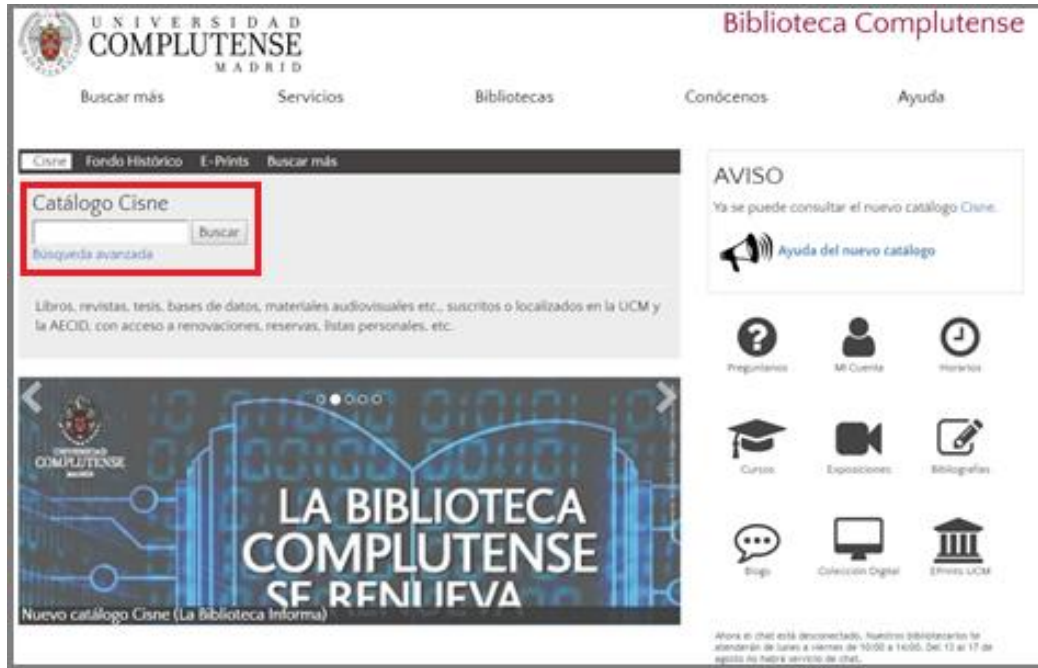 UNIVERSIDAD
COMPLUTENSE
MADRID
Biblioteca Complutense
Buscar más
Servicios
Bibliotecas
Conócenos
Ayuda
Cisne
Fondo Histórico
E-Prints
Buscar más
Catálogo Cisne
Buscar
Búsqueda avanzada
Libros, revistas, tesis, bases de datos, materiales audiovisuales etc., suscritos o localizados en la UCM y
la AECID, con acceso a renovaciones, reservas, listas personales, etc.
AVISO
Ya se puede consultar el nuevo catálogo Cisne.
Ayuda del nuevo catálogo
Pregúntanos
Mi Cuenta
Horarios
Cursos
Exposiciones
Bibliografías
Blogs
Colección Digital
EPrints UCM
UNIVERSIDAD
COMPLUTENSE
MADRID
LA BIBLIOTECA
COMPLUTENSE
SE RENUEVA
Nuevo catálogo Cisne (La Biblioteca Informa)
Ahora el chat está desconectado. Nuestros bibliotecarios te
atenderán de lunes a viernes de 10:00 a 14:00. Del 13 al 17 de
agosto no habrá servicio de chat.